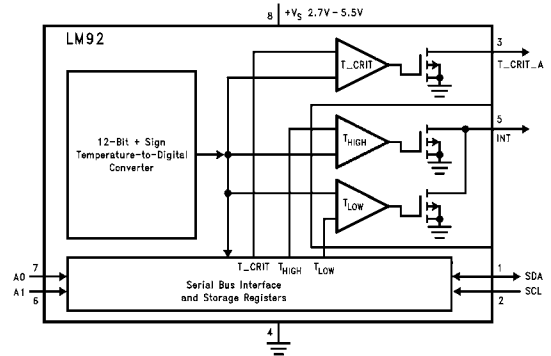 8 +VS 2.7V-5.5V
LM92
3
T_CRIT
T_CRIT_A
12-Bit + Sign
Temperature-to-Digital
Converter
5
THIGH
INT
TLOW
T_CRIT THIGH TLOW
A0 7
A1 6
Serial Bus Interface
and Storage Registers
1 SDA
2 SCL
4